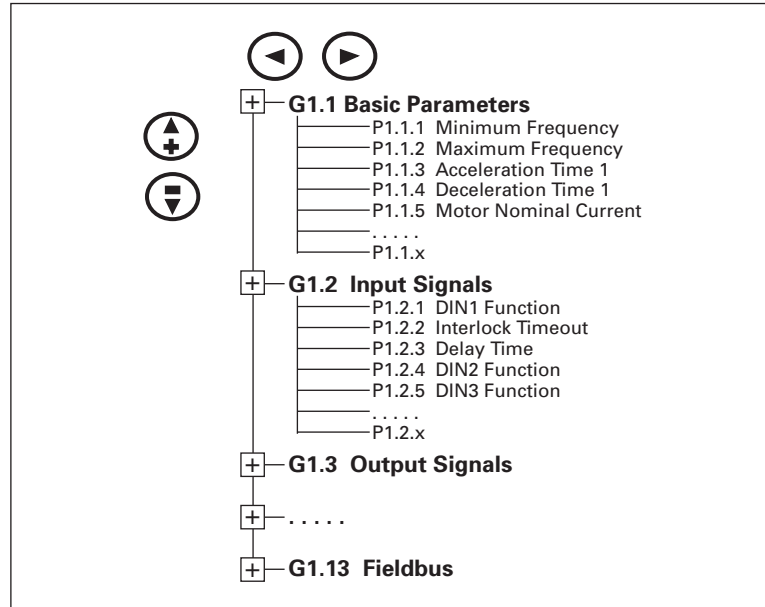 G1.1 Basic Parameters
P1.1.1 Minimum Frequency
P1.1.2 Maximum Frequency
P1.1.3 Acceleration Time 1
P1.1.4 Deceleration Time 1
P1.1.5 Motor Nominal Current
. . . . .
P1.1.x
G1.2 Input Signals
P1.2.1 DIN1 Function
P1.2.2 Interlock Timeout
P1.2.3 Delay Time
P1.2.4 DIN2 Function
P1.2.5 DIN3 Function
. . . . .
P1.2.x
G1.3 Output Signals
. . . . .
G1.13 Fieldbus